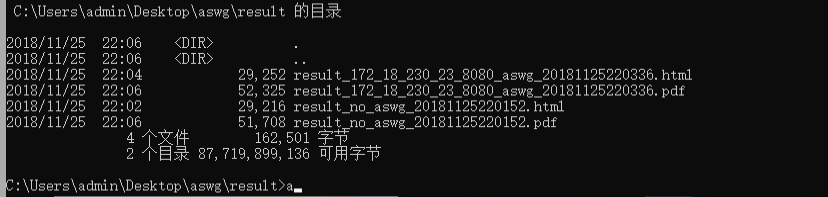 C:\Users\admin\Desktop\aswg\result 的目录
2018/11/25  22:06    <DIR>          .
2018/11/25  22:06    <DIR>          ..
2018/11/25  22:04            29,252 result_172_18_230_23_8080_aswg_20181125220336.html
2018/11/25  22:06            52,325 result_172_18_230_23_8080_aswg_20181125220336.pdf
2018/11/25  22:02            29,216 result_no_aswg_20181125220152.html
2018/11/25  22:06            51,708 result_no_aswg_20181125220152.pdf
4 个文件        162,501 字节
2 个目录 87,719,899,136 可用字节
C:\Users\admin\Desktop\aswg\result>a